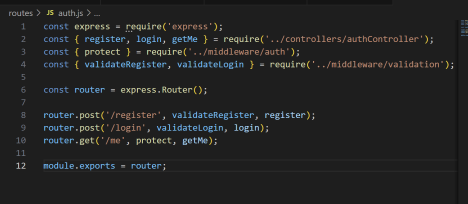 routes > auth.js > ...
1 const express = require('express');
2 const { register, login, getMe } = require('../controllers/authController');
3 const { protect } = require('../middleware/auth');
4 const { validateRegister, validateLogin } = require('../middleware/validation');
5
6 const router = express.Router();
7
8 router.post('/register', validateRegister, register);
9 router.post('/login', validateLogin, login);
10 router.get('/me', protect, getMe);
11
12 module.exports = router;